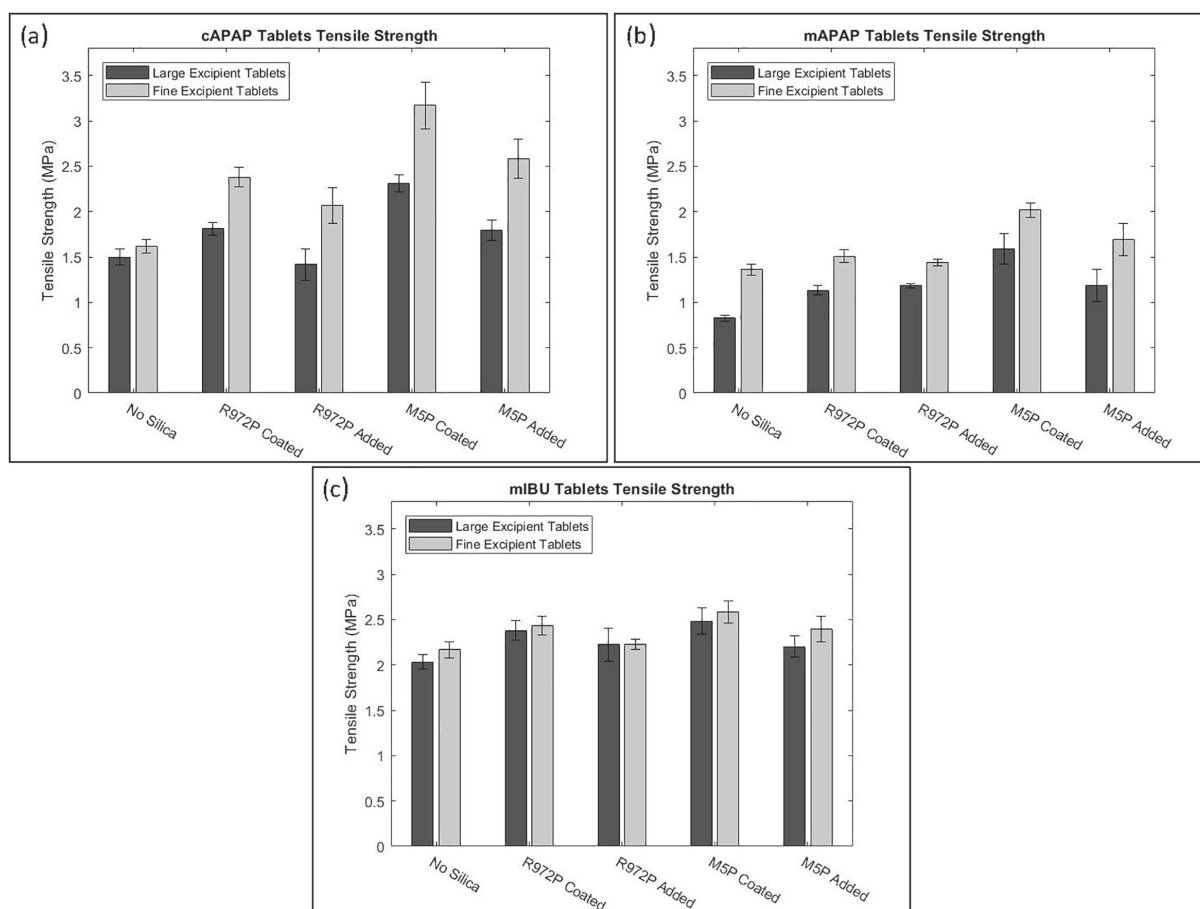 (a)
cAPAP Tablets Tensile Strength
Large Excipient Tablets
Fine Excipient Tablets
Tensile Strength (MPa)
3.5
3
2.5
2
1.5
1
0.5
0
No Silica
R972P Coated
R972P Added
M5P Coated
M5P Added
(b)
mAPAP Tablets Tensile Strength
Large Excipient Tablets
Fine Excipient Tablets
Tensile Strength (MPa)
3.5
3
2.5
2
1.5
1
0.5
0
No Silica
R972P Coated
R972P Added
M5P Coated
M5P Added
(c)
mIBU Tablets Tensile Strength
Large Excipient Tablets
Fine Excipient Tablets
Tensile Strength (MPa)
3.5
3
2.5
2
1.5
1
0.5
0
No Silica
R972P Coated
R972P Added
M5P Coated
M5P Added